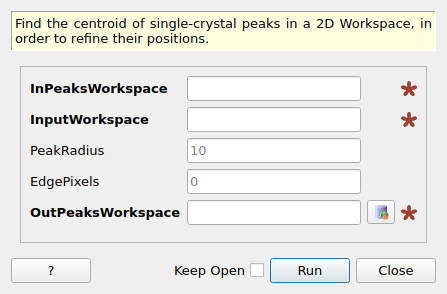 Find the centroid of single-crystal peaks in a 2D Workspace, in
order to refine their positions.
InPeaksWorkspace
InputWorkspace
PeakRadius 10
EdgePixels 0
OutPeaksWorkspace
? Keep Open Run Close